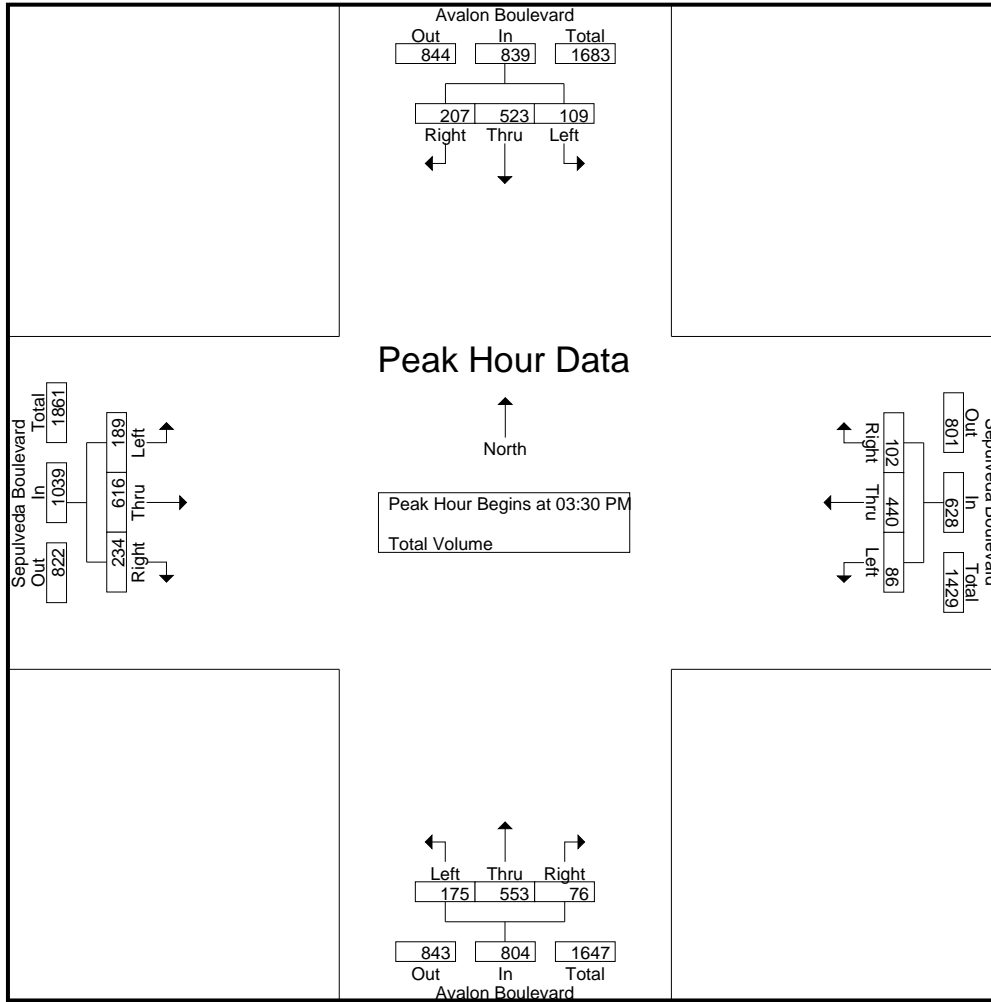 Avalon Boulevard
Out In Total
844 839 1683
207 523 109
Right Thru Left
Peak Hour Data
North
Peak Hour Begins at 03:30 PM
Total Volume
Sepulveda Boulevard
Total In Out
1861 1039 822
189 616 234
Left Thru Right
Sepulveda Boulevard
Out In Total
801 628 1429
102 440 86
Right Thru Left
Left Thru Right
175 553 76
843 804 1647
Out In Total
Avalon Boulevard